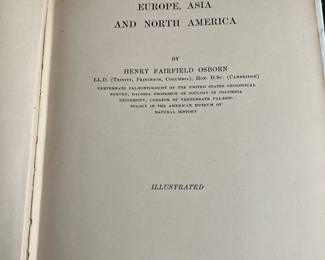 EUROPE, ASIA
AND NORTH AMERICA
BY
HENRY FAIRFIELD OSBORN
LL.D. (TRINITY, PRINCETON, COLUMBIA), HON. D.SC. (CAMBRIDGE)
VERTEBRATE PALÆONTOLOGIST OF THE UNITED STATES GEOLOGICAL
SURVEY, DACOSTA PROFESSOR OF ZOOLOGY IN COLUMBIA
UNIVERSITY, CURATOR OF VERTEBRATE PALÆON-
TOLOGY IN THE AMERICAN MUSEUM OF
NATURAL HISTORY
ILLUSTRATED